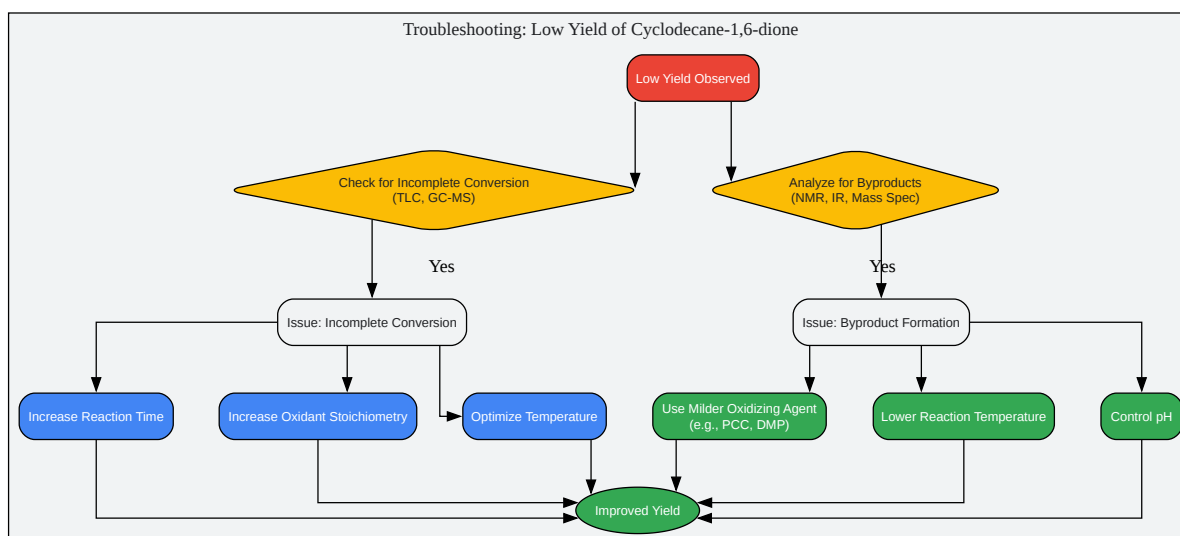 Troubleshooting: Low Yield of Cyclodecane-1,6-dione
Low Yield Observed
Check for Incomplete Conversion
(TLC, GC-MS)
Analyze for Byproducts
(NMR, IR, Mass Spec)
Yes
Yes
Issue: Incomplete Conversion
Issue: Byproduct Formation
Increase Reaction Time
Increase Oxidant Stoichiometry
Optimize Temperature
Use Milder Oxidizing Agent
(e.g., PCC, DMP)
Lower Reaction Temperature
Control pH
Improved Yield